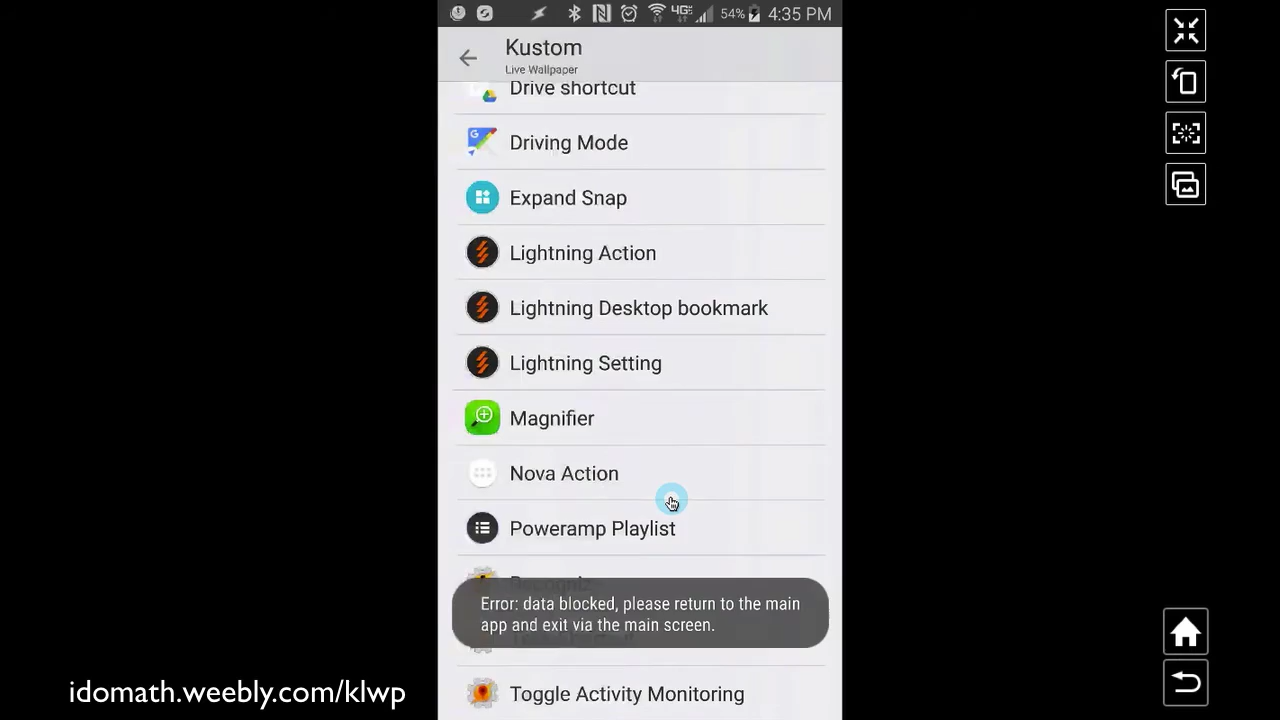 4G 54% 4:35 PM
Kustom
Live Wallpaper
Drive shortcut
Driving Mode
Expand Snap
Lightning Action
Lightning Desktop bookmark
Lightning Setting
Magnifier
Nova Action
Poweramp Playlist
Error: data blocked, please return to the main
app and exit via the main screen.
Toggle Activity Monitoring
idomath.weebly.com/klwp